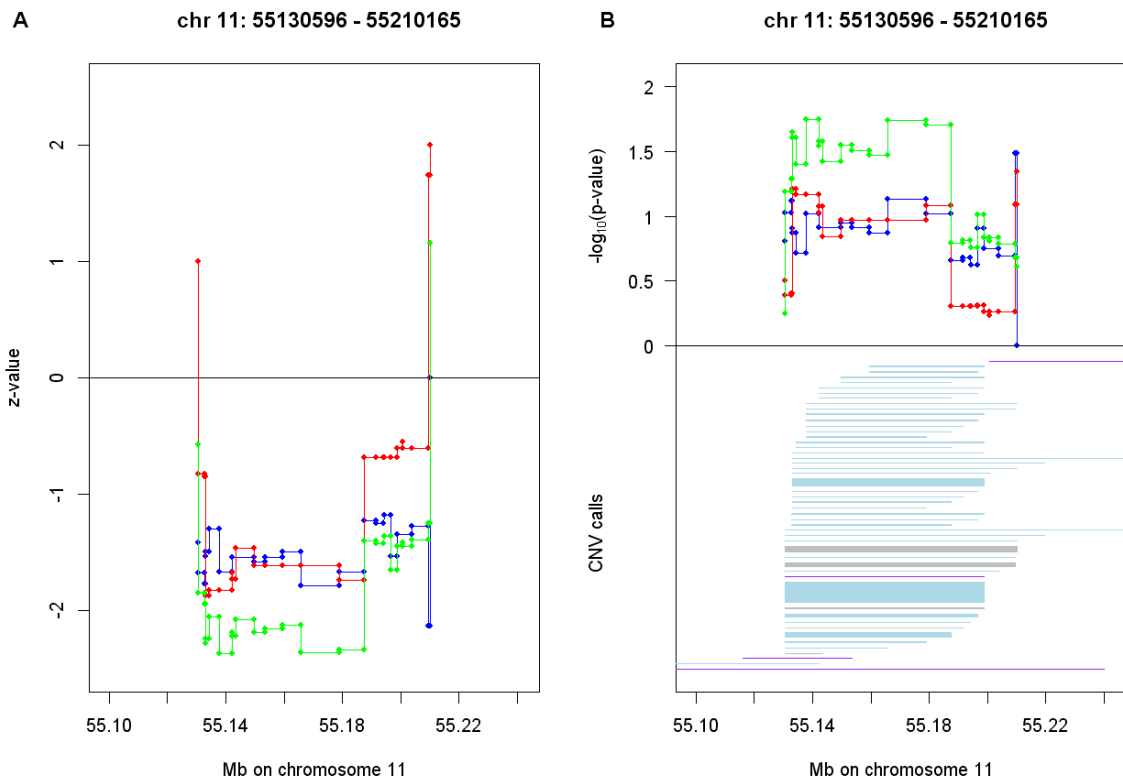 A
chr 11: 55130596 - 55210165
z-value
2
1
0
-1
-2
55.10
55.14
55.18
55.22
Mb on chromosome 11
B
chr 11: 55130596 - 55210165
-log10(p-value)
2
1.5
1
0.5
0
CNV calls
55.10
55.14
55.18
55.22
Mb on chromosome 11